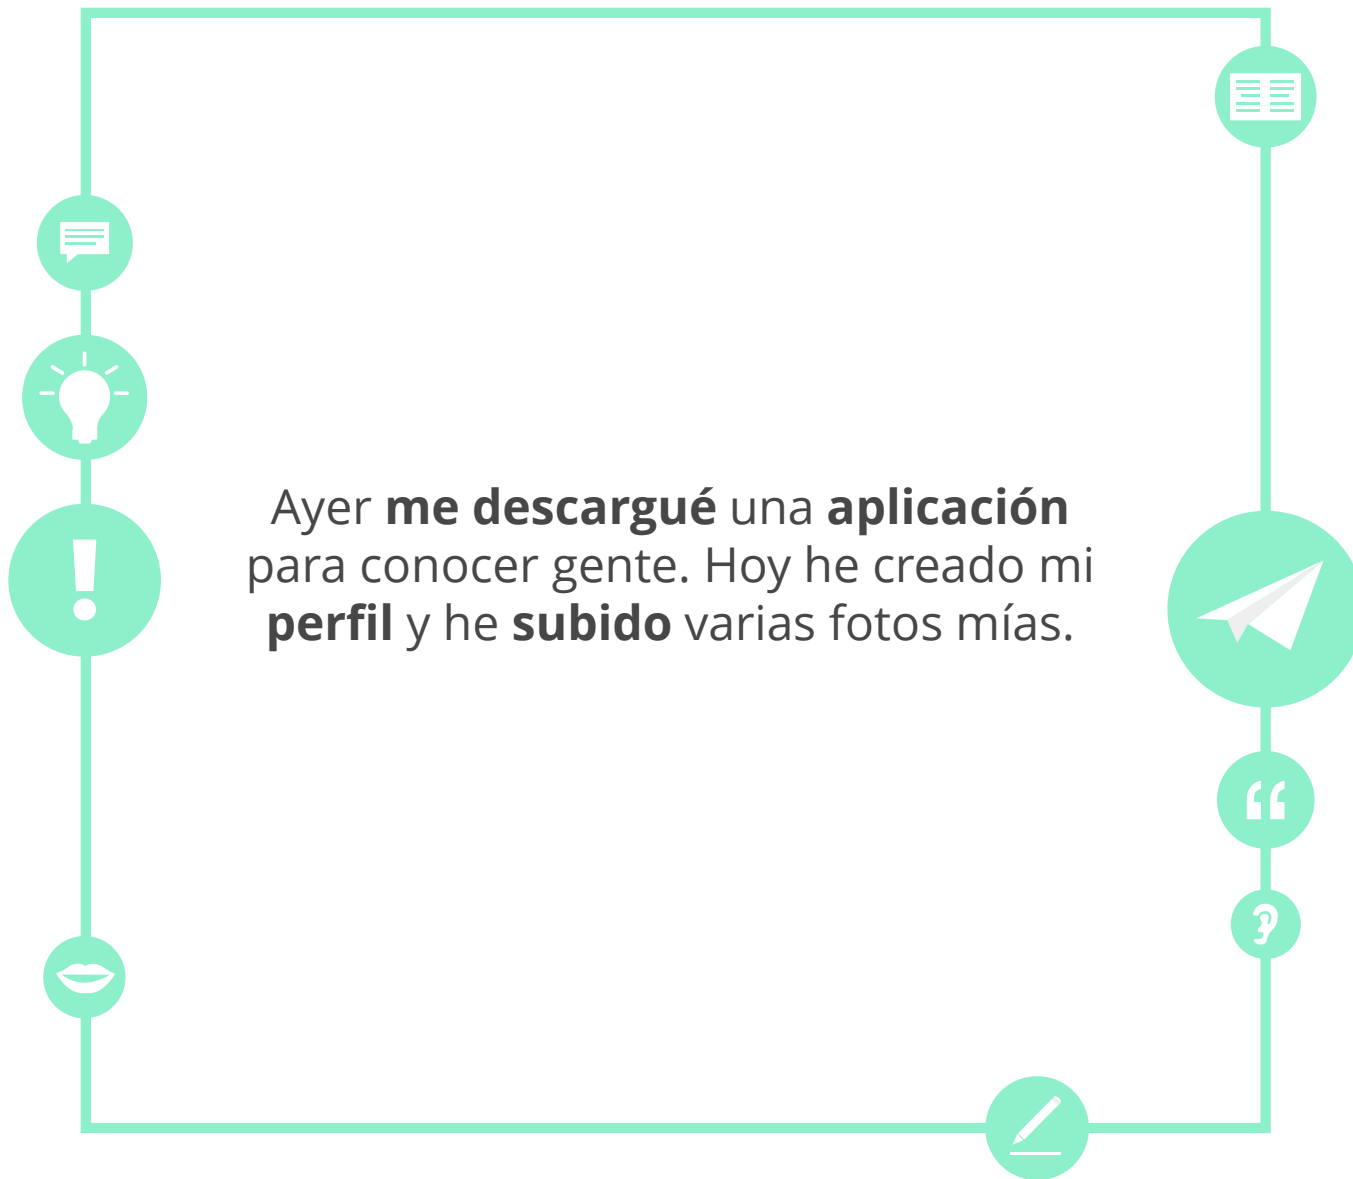 Ayer me descargué una aplicación
para conocer gente. Hoy he creado mi
perfil y he subido varias fotos mías.